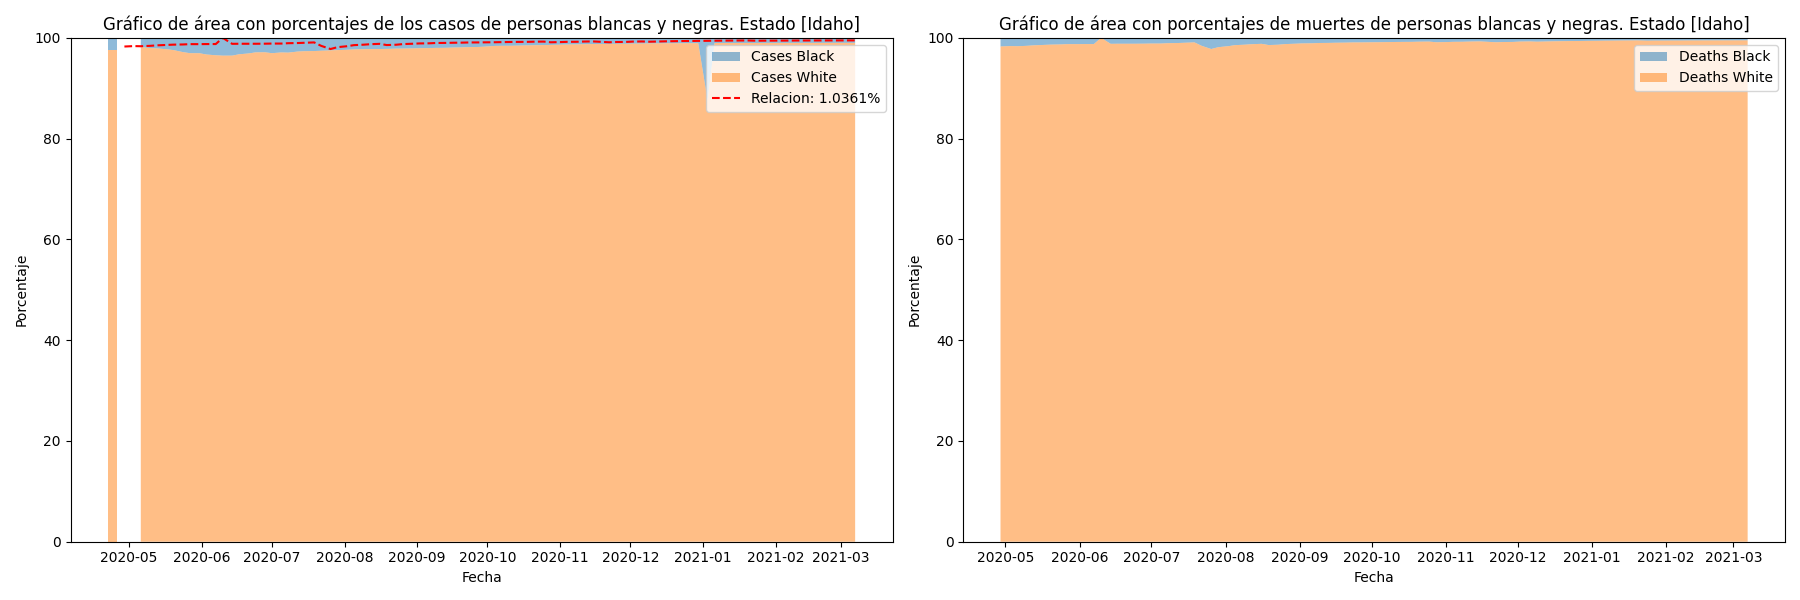 Gráfico de área con porcentajes de los casos de personas blancas y negras. Estado [Idaho]
100
80
60
40
20
0
Porcentaje
Cases Black
Cases White
Relacion: 1.0361%
2020-05 2020-06 2020-07 2020-08 2020-09 2020-10 2020-11 2020-12 2021-01 2021-02 2021-03
Fecha
Gráfico de área con porcentajes de muertes de personas blancas y negras. Estado [Idaho]
100
80
60
40
20
0
Porcentaje
Deaths Black
Deaths White
2020-05 2020-06 2020-07 2020-08 2020-09 2020-10 2020-11 2020-12 2021-01 2021-02 2021-03
Fecha